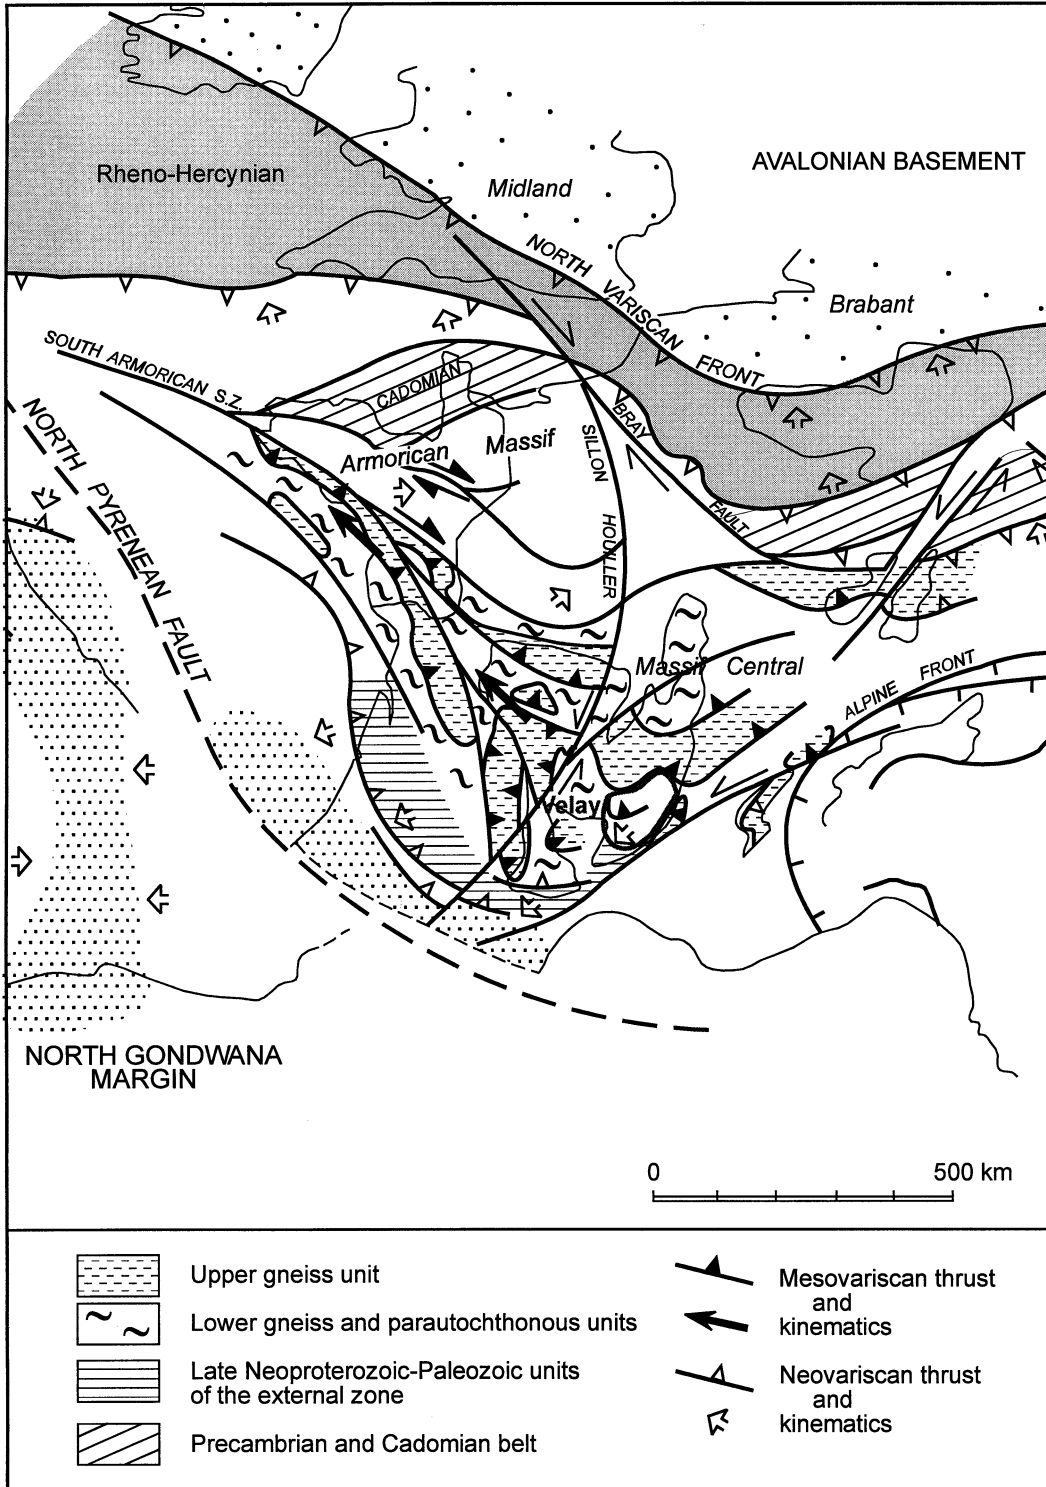 Rheno-Hercynian
Midland
AVALONIAN BASEMENT
NORTH VARISCAN FRONT
Brabant
SOUTH ARMORICAN S.Z.
CADOMIAN
NORTH PYRENEAN FAULT
Armorican Massif
SILLON HOUILLER
BRAY FAULT
Massif Central
ALPINE FRONT
Velay
NORTH GONDWANA
MARGIN
0 500 km
Upper gneiss unit
Lower gneiss and parautochthonous units
Late Neoproterozoic-Paleozoic units
of the external zone
Precambrian and Cadomian belt
Mesovariscan thrust
and
kinematics
Neovariscan thrust
and
kinematics